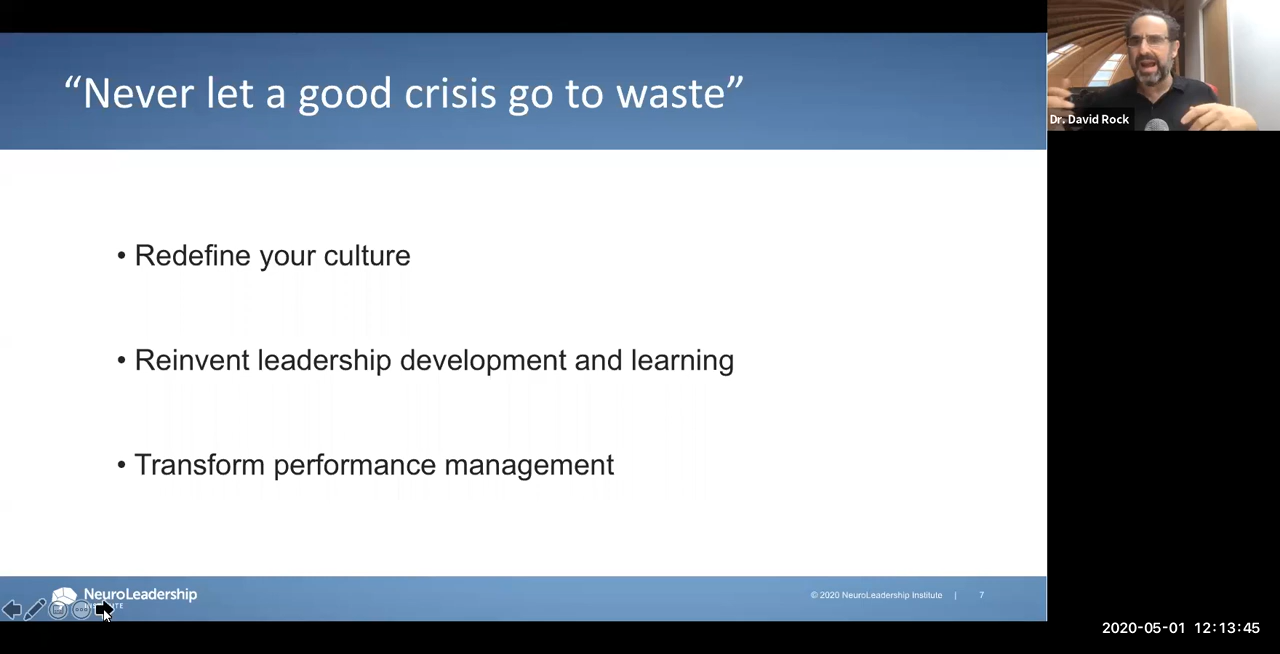 “Never let a good crisis go to waste”
Dr. David Rock
• Redefine your culture
• Reinvent leadership development and learning
• Transform performance management
NeuroLeadership
© 2020 NeuroLeadership Institute | 7
2020-05-01 12:13:45